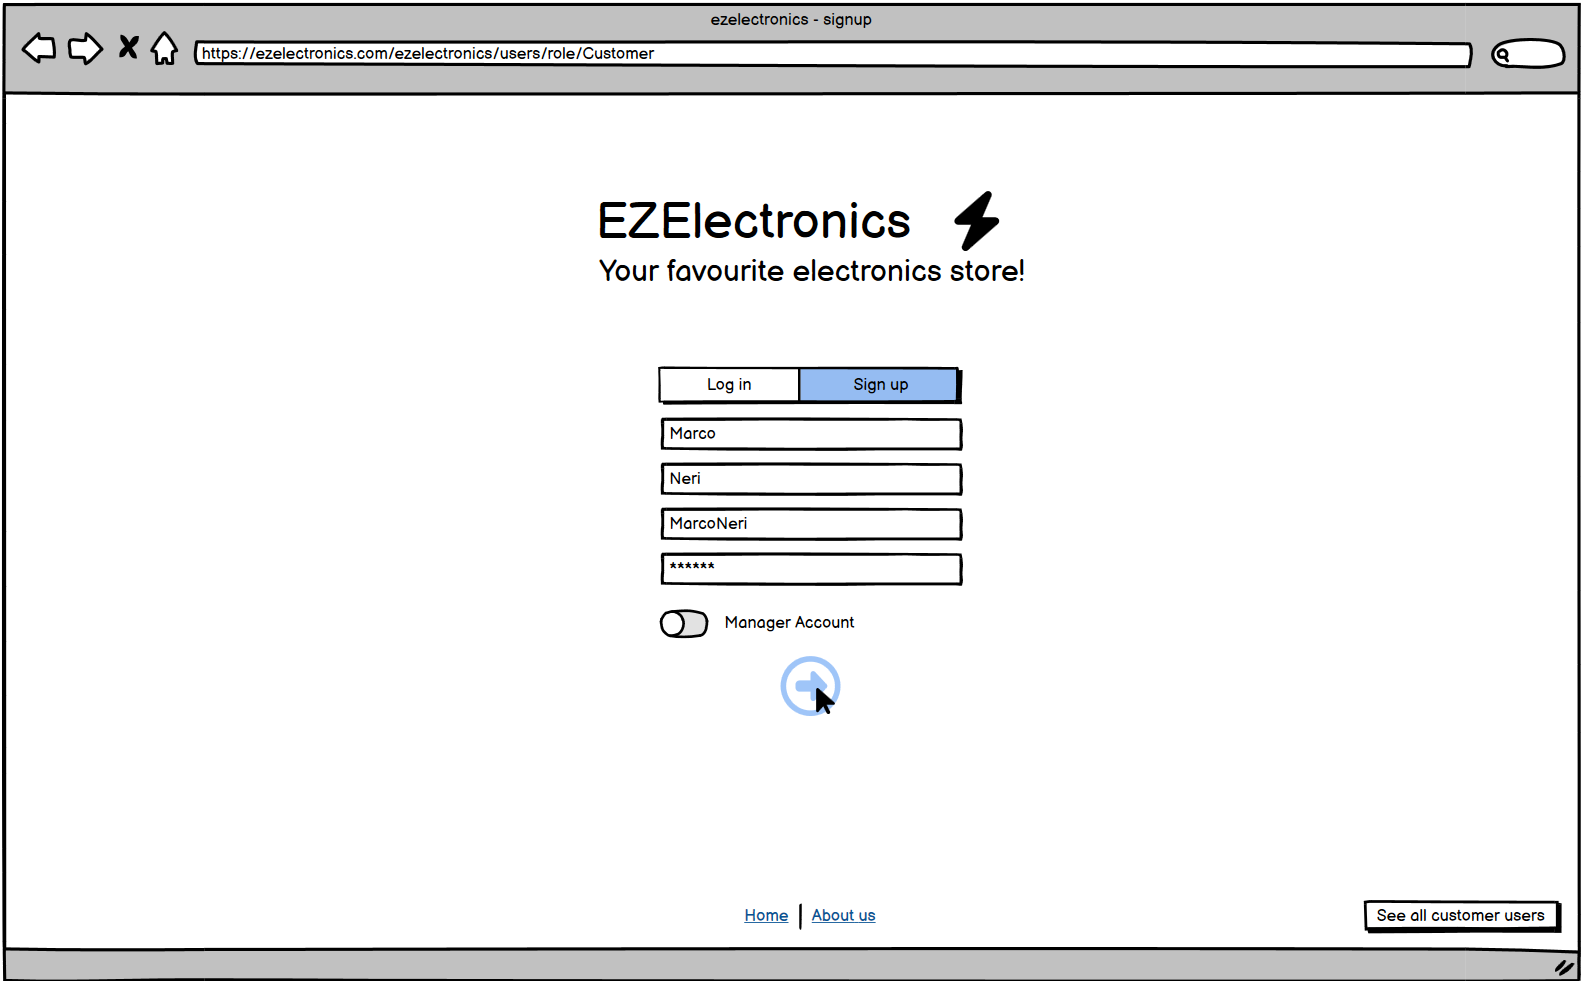 ezelectronics - signup
https://ezelectronics.com/ezelectronics/users/role/Customer
EZElectronics
Your favourite electronics store!
Log in
Sign up
Marco
Neri
MarcoNeri
******
Manager Account
Home
About us
See all customer users